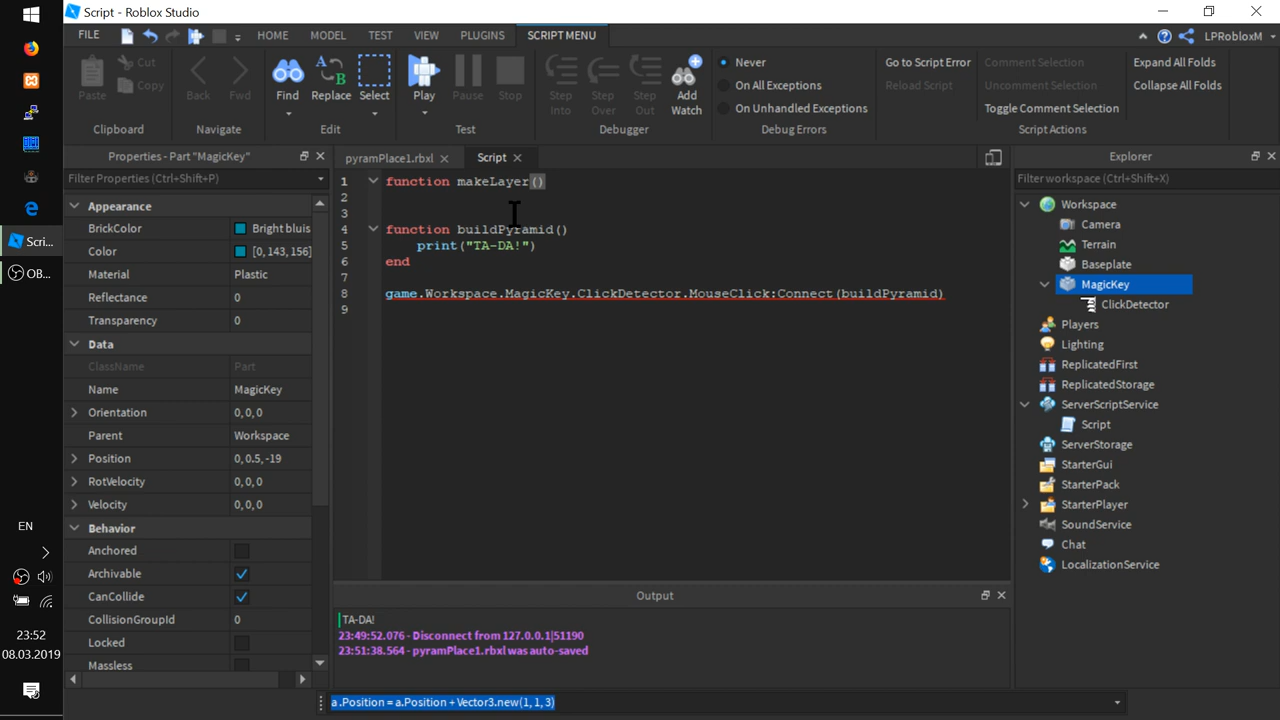 Script - Roblox Studio
FILE
HOME
MODEL
TEST
VIEW
PLUGINS
SCRIPT MENU
LPRobloxM
Paste
Cut
Copy
Clipboard
Back
Fwd
Navigate
Find
Replace
Select
Edit
Play
Pause
Stop
Test
Step Into
Step Over
Step Out
Add Watch
Debugger
Never
On All Exceptions
On Unhandled Exceptions
Debug Errors
Go to Script Error
Reload Script
Comment Selection
Uncomment Selection
Toggle Comment Selection
Expand All Folds
Collapse All Folds
Script Actions
Properties - Part "MagicKey"
Filter Properties (Ctrl+Shift+P)
Appearance
BrickColor Bright bluis
Color [0, 143, 156]
Material Plastic
Reflectance 0
Transparency 0
Data
ClassName Part
Name MagicKey
Orientation 0, 0, 0
Parent Workspace
Position 0, 0.5, -19
RotVelocity 0, 0, 0
Velocity 0, 0, 0
Behavior
Anchored
Archivable
CanCollide
CollisionGroupId 0
Locked
Massless
pyramPlace1.rbxl
Script
1 function makeLayer()
2
3
4 function buildPyramid()
5 print("TA-DA!")
6 end
7
8 game.Workspace.MagicKey.ClickDetector.MouseClick:Connect(buildPyramid)
9
Output
TA-DA!
23:49:52.076 - Disconnect from 127.0.0.1|51190
23:51:38.564 - pyramPlace1.rbxl was auto-saved
a.Position = a.Position + Vector3.new(1, 1, 3)
Explorer
Filter workspace (Ctrl+Shift+X)
Workspace
Camera
Terrain
Baseplate
MagicKey
ClickDetector
Players
Lighting
ReplicatedFirst
ReplicatedStorage
ServerScriptService
Script
ServerStorage
StarterGui
StarterPack
StarterPlayer
SoundService
Chat
LocalizationService
Scri...
OB...
EN
23:52
08.03.2019